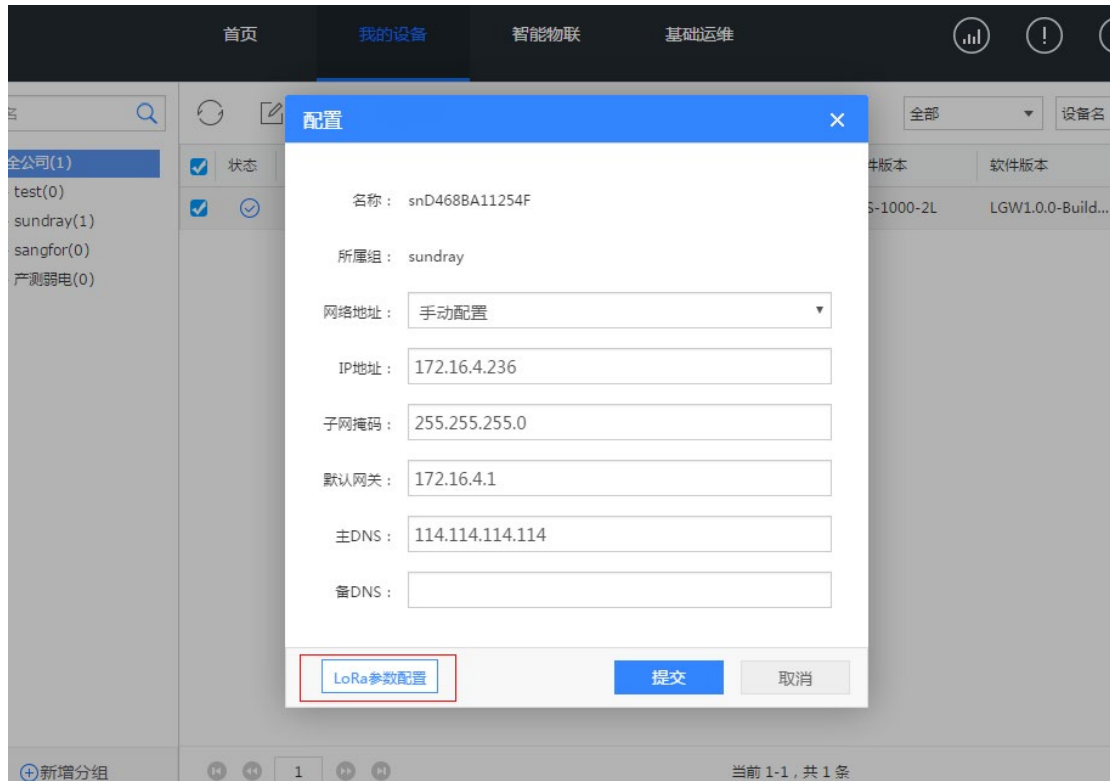 首页 我的设备 智能物联 基础运维
名 全部 设备名
全公司(1) 状态 件版本 软件版本
test(0)
sundray(1) S-1000-2L LGW1.0.0-Build...
sangfor(0)
产测弱电(0)
配置
名称： snD468BA11254F
所属组： sundray
网络地址： 手动配置
IP地址： 172.16.4.236
子网掩码： 255.255.255.0
默认网关： 172.16.4.1
主DNS： 114.114.114.114
备DNS：
LoRa参数配置 提交 取消
新增分组 1 当前 1-1，共 1 条